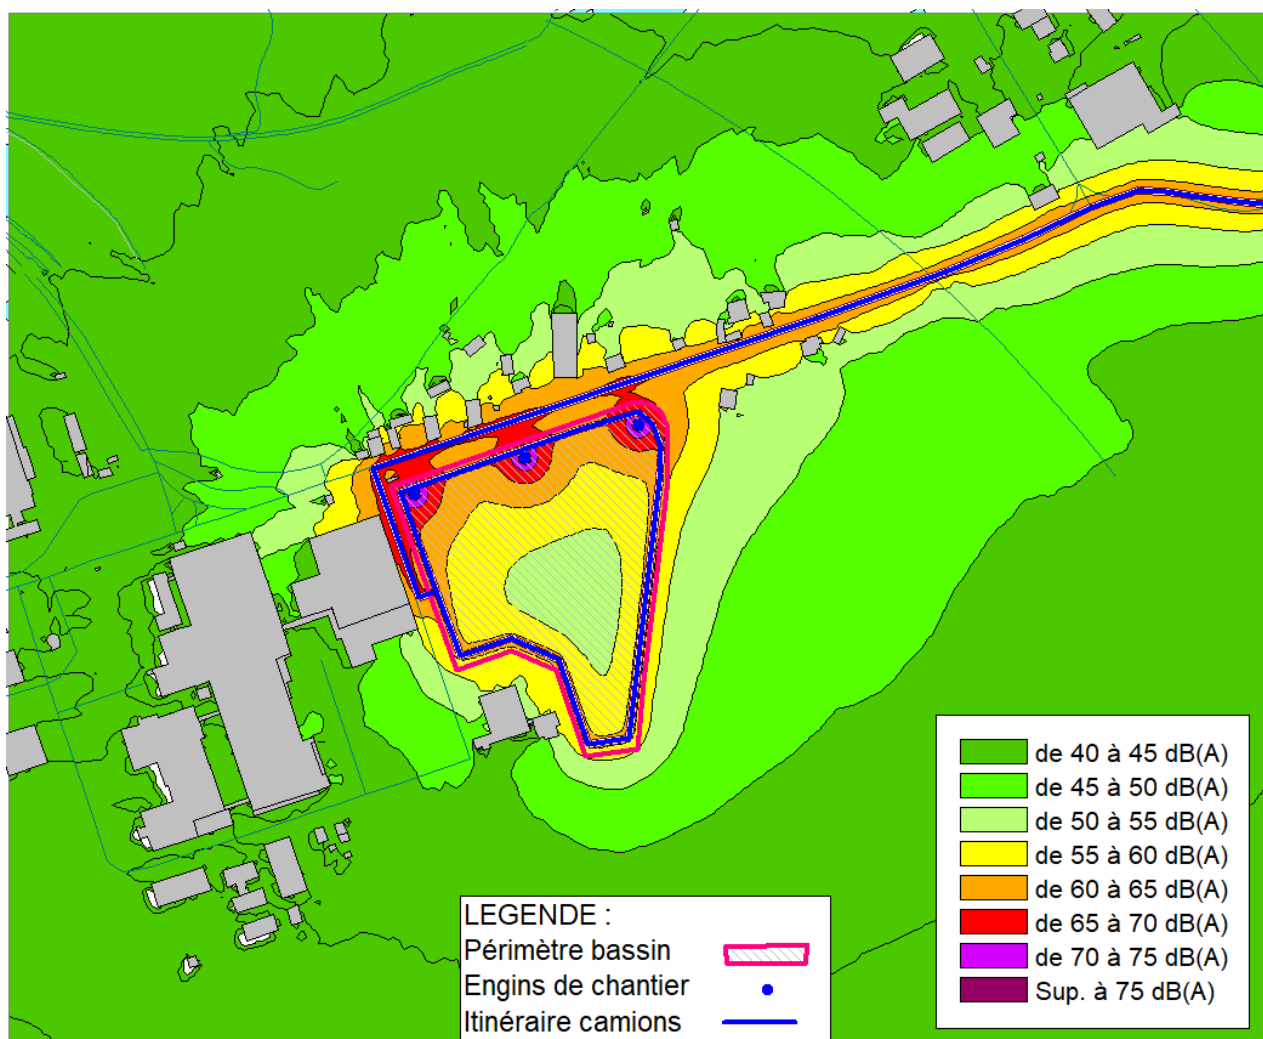 de 40 à 45 dB(A)
de 45 à 50 dB(A)
de 50 à 55 dB(A)
de 55 à 60 dB(A)
de 60 à 65 dB(A)
de 65 à 70 dB(A)
de 70 à 75 dB(A)
Sup. à 75 dB(A)
LEGENDE :
Périmètre bassin
Engins de chantier
Itinéraire camions